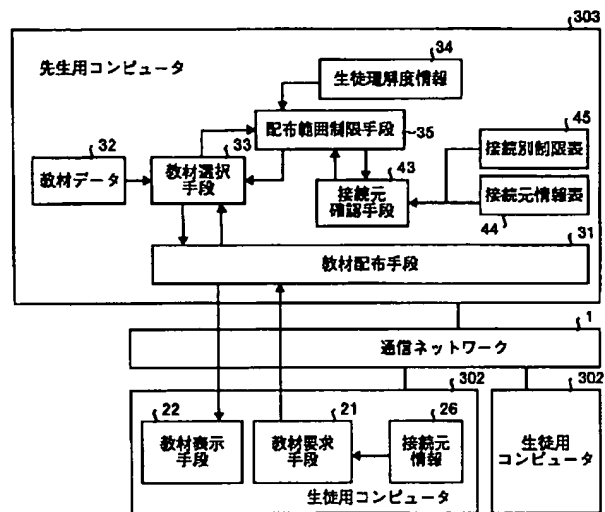 303
先生用コンピュータ
34
生徒理解度情報
配布範囲制限手段
35
45
接続別制限表
32
教材データ
33
教材選択
手段
43
接続元
確認手段
接続元情報表
44
31
教材配布手段
1
通信ネットワーク
302
302
22
教材表示
手段
21
教材要求
手段
26
接続元
情報
生徒用コンピュータ
生徒用
コンピュータ